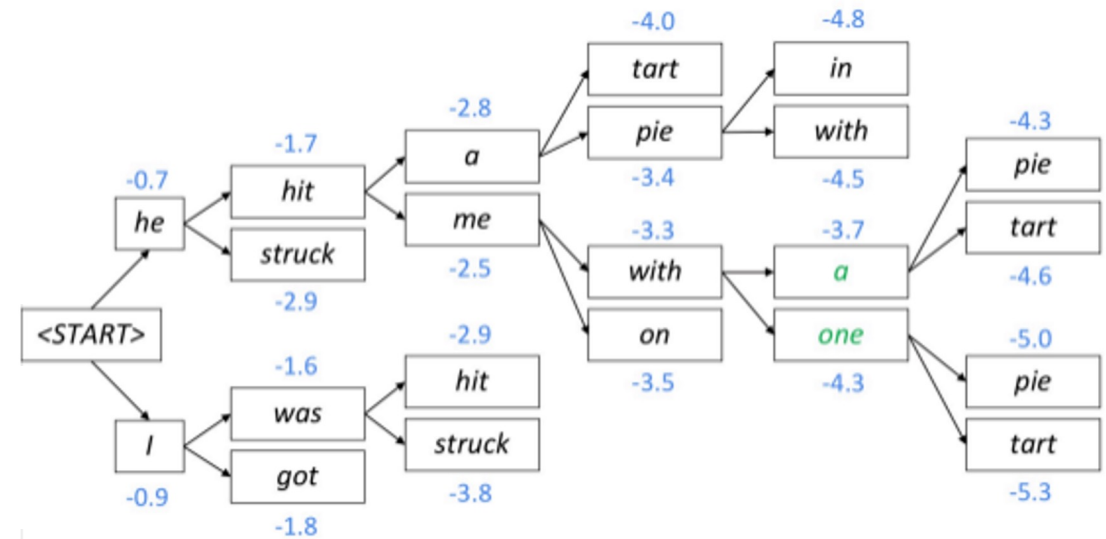 -4.0
-4.8
tart
in
-2.8
-4.3
-1.7
a
pie
with
pie
-0.7
hit
-3.4
-4.5
he
me
-3.3
-3.7
tart
struck
-2.5
with
a
-4.6
-2.9
<START>
-2.9
on
one
-5.0
-1.6
hit
-3.5
-4.3
pie
was
I
struck
tart
got
-0.9
-3.8
-5.3
-1.8